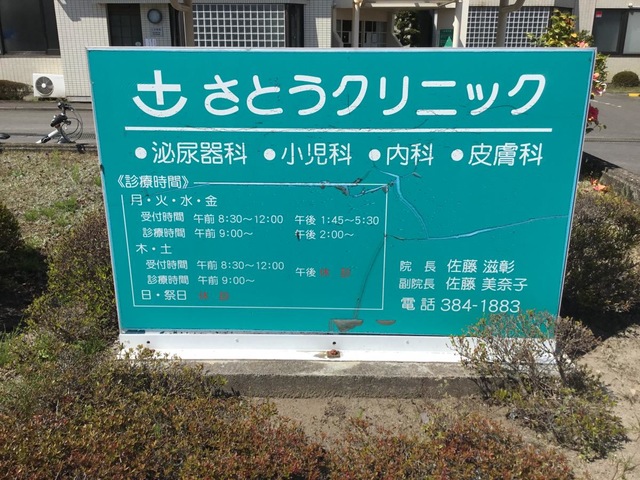 さとうクリニック
●泌尿器科 ●小児科 ●内科 ●皮膚科
《診療時間》
月・火・水・金
受付時間 午前 8:30〜12:00 午後 1:45〜5:30
診療時間 午前 9:00〜 午後 2:00〜
木・土
受付時間 午前 8:30〜12:00 午後 休診
診療時間 午前 9:00〜
日・祭日 休診
院長 佐藤 滋彰
副院長 佐藤 美奈子
電話 384-1883